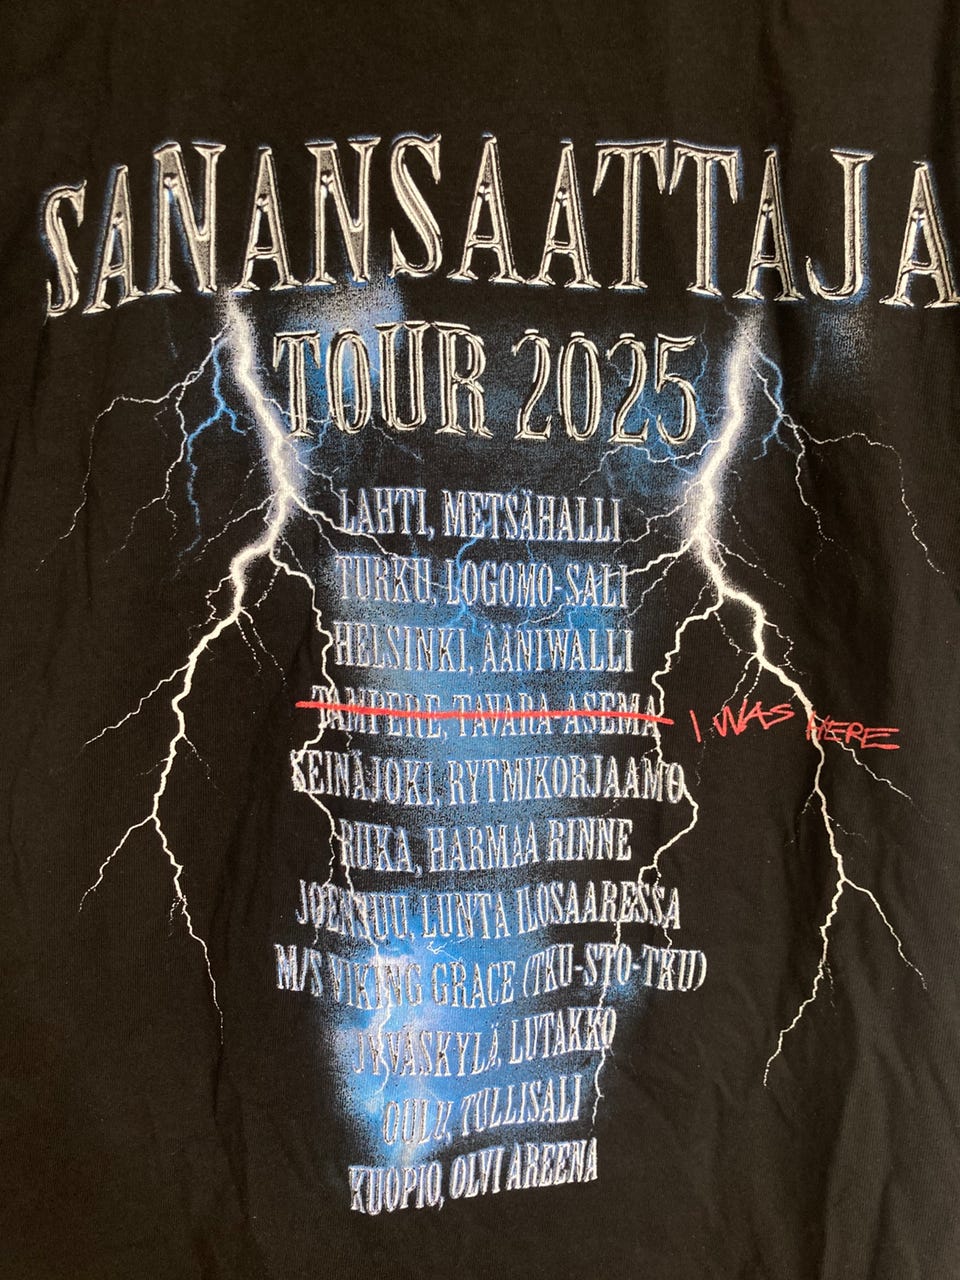 SANANSAATTAJA
TOUR 2025
LAHTI, METSÄHALLI
TURKU, LOGOMO-SALI
HELSINKI, ÄÄNIWALLI
TAMPERE, TAVARA-ASEMA I WAS HERE
SEINÄJOKI, RYTMIKORJAAMO
RUKA, HARMAA RINNE
JOENSUU, LUNTA ILOSAARESSA
M/S VIKING GRACE (TKU-STO-TKU)
JYVÄSKYLÄ, LUTAKKO
OULU, TULLISALI
KUOPIO, OLVI AREENA